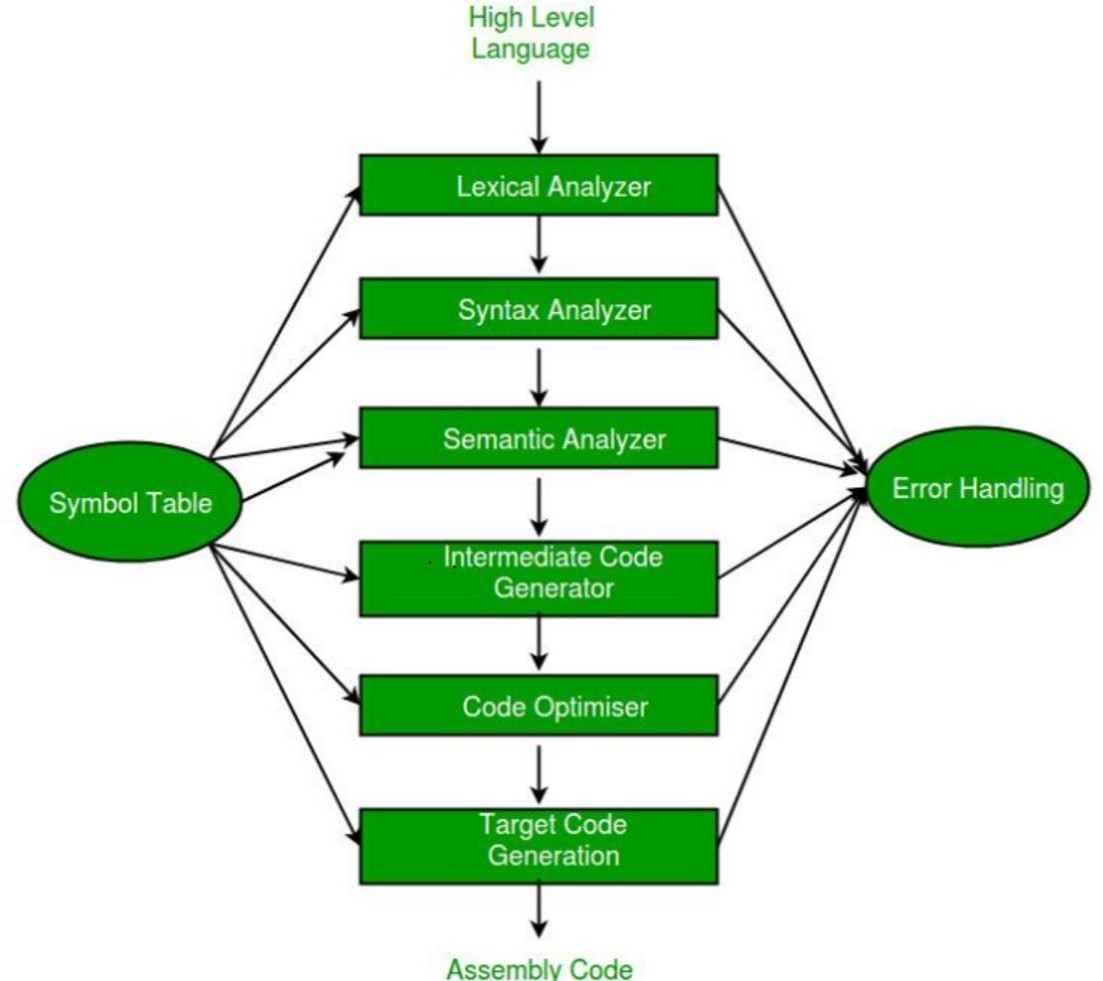 High Level
Language
Lexical Analyzer
Syntax Analyzer
Semantic Analyzer
Symbol Table
Error Handling
Intermediate Code
Generator
Code Optimiser
Target Code
Generation
Assembly Code